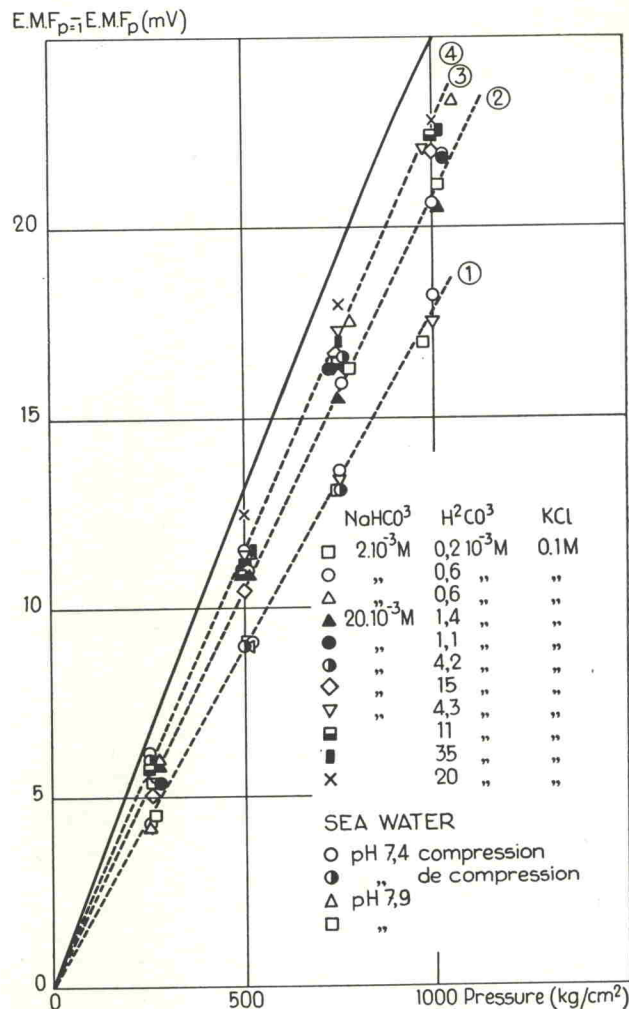 E.M.F.p=1-E.M.F.p (mV)
④
③
②
20
①
15
NaHCO³ H²CO³ KCl
□ 2.10⁻³M 0,2 10⁻³M 0.1M
○ „ 0,6 „ „
△ „ 0,6 „ „
▲ 20.10⁻³M 1,4 „ „
● „ 1,1 „ „
◑ „ 4,2 „ „
◇ „ 15 „ „
▽ „ 4,3 „ „
⬒ 11 „ „
▮ 35 „ „
× 20 „ „
10
5
SEA WATER
○ pH 7,4 compression
◑ „ de compression
△ pH 7,9
□ „
0
0 500 1000 Pressure (kg/cm²)